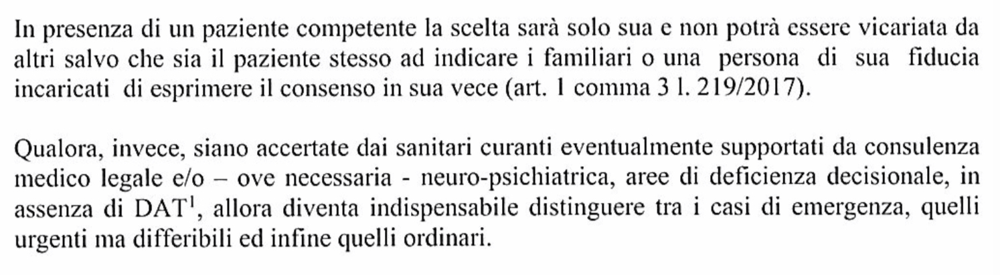 In presenza di un paziente competente la scelta sarà solo sua e non potrà essere vicariata da
altri salvo che sia il paziente stesso ad indicare i familiari o una persona di sua fiducia
incaricati di esprimere il consenso in sua vece (art. 1 comma 3 l. 219/2017).
Qualora, invece, siano accertate dai sanitari curanti eventualmente supportati da consulenza
medico legale e/o – ove necessaria - neuro-psichiatrica, aree di deficienza decisionale, in
assenza di DAT¹, allora diventa indispensabile distinguere tra i casi di emergenza, quelli
urgenti ma differibili ed infine quelli ordinari.